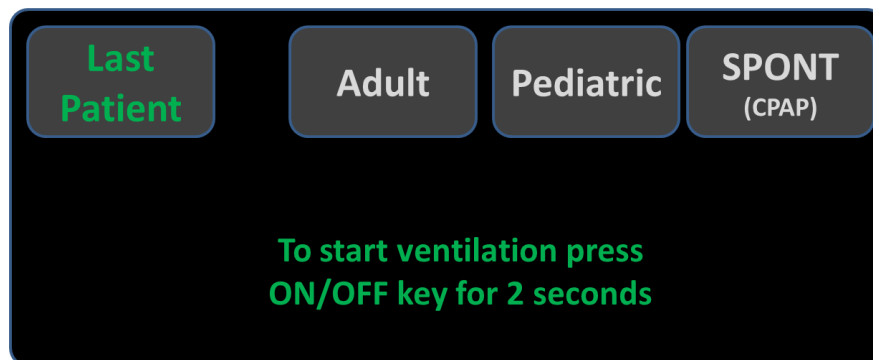 Last
Patient
Adult
Pediatric
SPONT
(CPAP)
To start ventilation press
ON/OFF key for 2 seconds